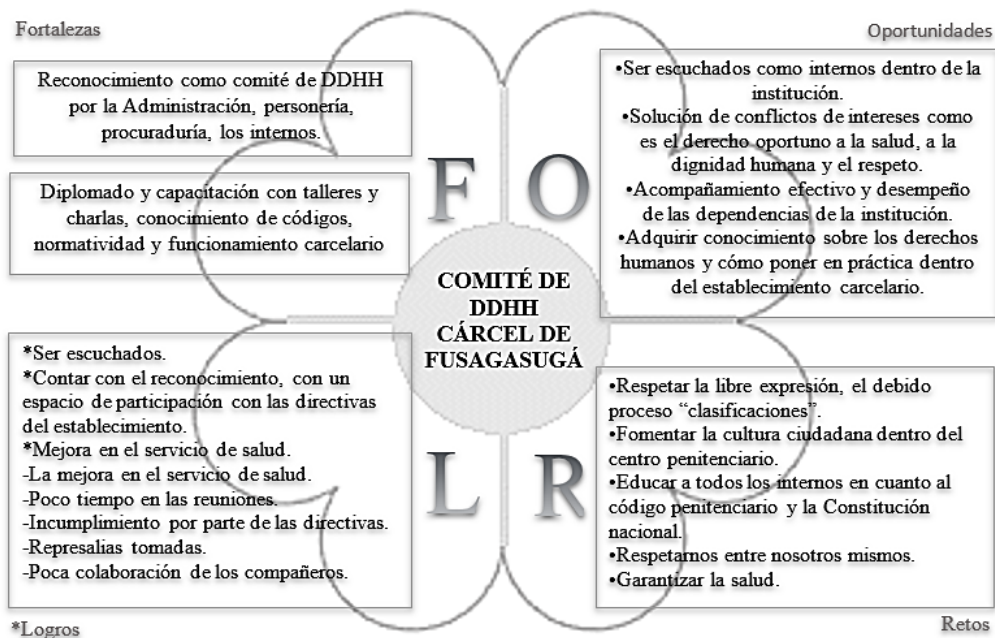 Fortalezas
Oportunidades
Reconocimiento como comité de DDHH
por la Administración, personería,
procuraduría, los internos.
Diplomado y capacitación con talleres y
charlas, conocimiento de códigos,
normatividad y funcionamiento carcelario
•Ser escuchados como internos dentro de la
institución.
•Solución de conflictos de intereses como
es el derecho oportuno a la salud, a la
dignidad humana y el respeto.
•Acompañamiento efectivo y desempeño
de las dependencias de la institución.
•Adquirir conocimiento sobre los derechos
humanos y cómo poner en práctica dentro
del establecimiento carcelario.
F O
COMITÉ DE
DDHH
CÁRCEL DE
FUSAGASUGÁ
L R
*Ser escuchados.
*Contar con el reconocimiento, con un
espacio de participación con las directivas
del establecimiento.
*Mejora en el servicio de salud.
-La mejora en el servicio de salud.
-Poco tiempo en las reuniones.
-Incumplimiento por parte de las directivas.
-Represalias tomadas.
-Poca colaboración de los compañeros.
•Respetar la libre expresión, el debido
proceso “clasificaciones”.
•Fomentar la cultura ciudadana dentro del
centro penitenciario.
•Educar a todos los internos en cuanto al
código penitenciario y la Constitución
nacional.
•Respetarnos entre nosotros mismos.
•Garantizar la salud.
*Logros
Retos